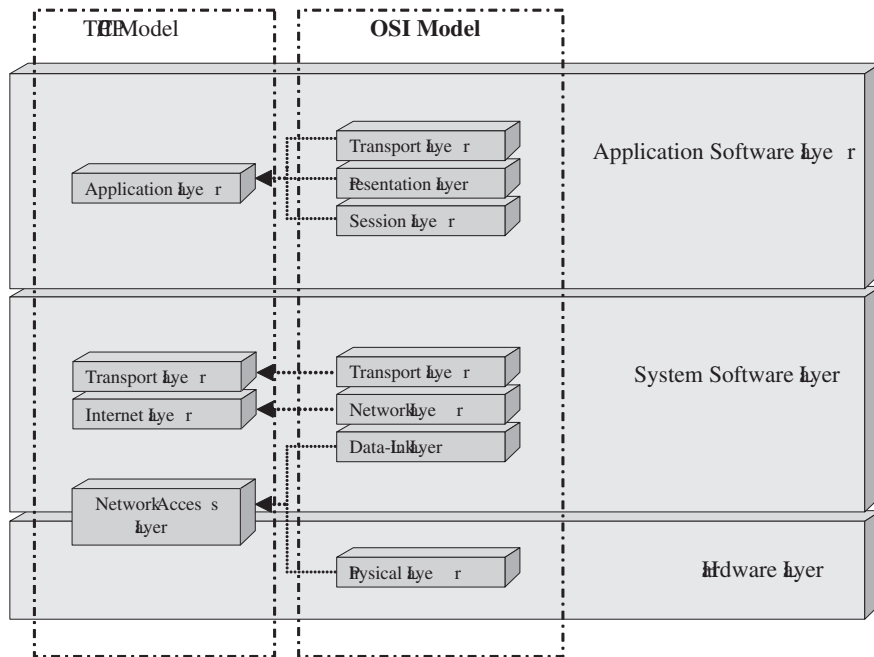 TCP/IP Model
OSI Model
Transport Layer
Application Layer
Presentation Layer
Session Layer
Application Software Layer
Transport Layer
Internet Layer
Transport Layer
Network Layer
Data-Link Layer
System Software Layer
Network Access
Layer
Physical Layer
Hardware Layer